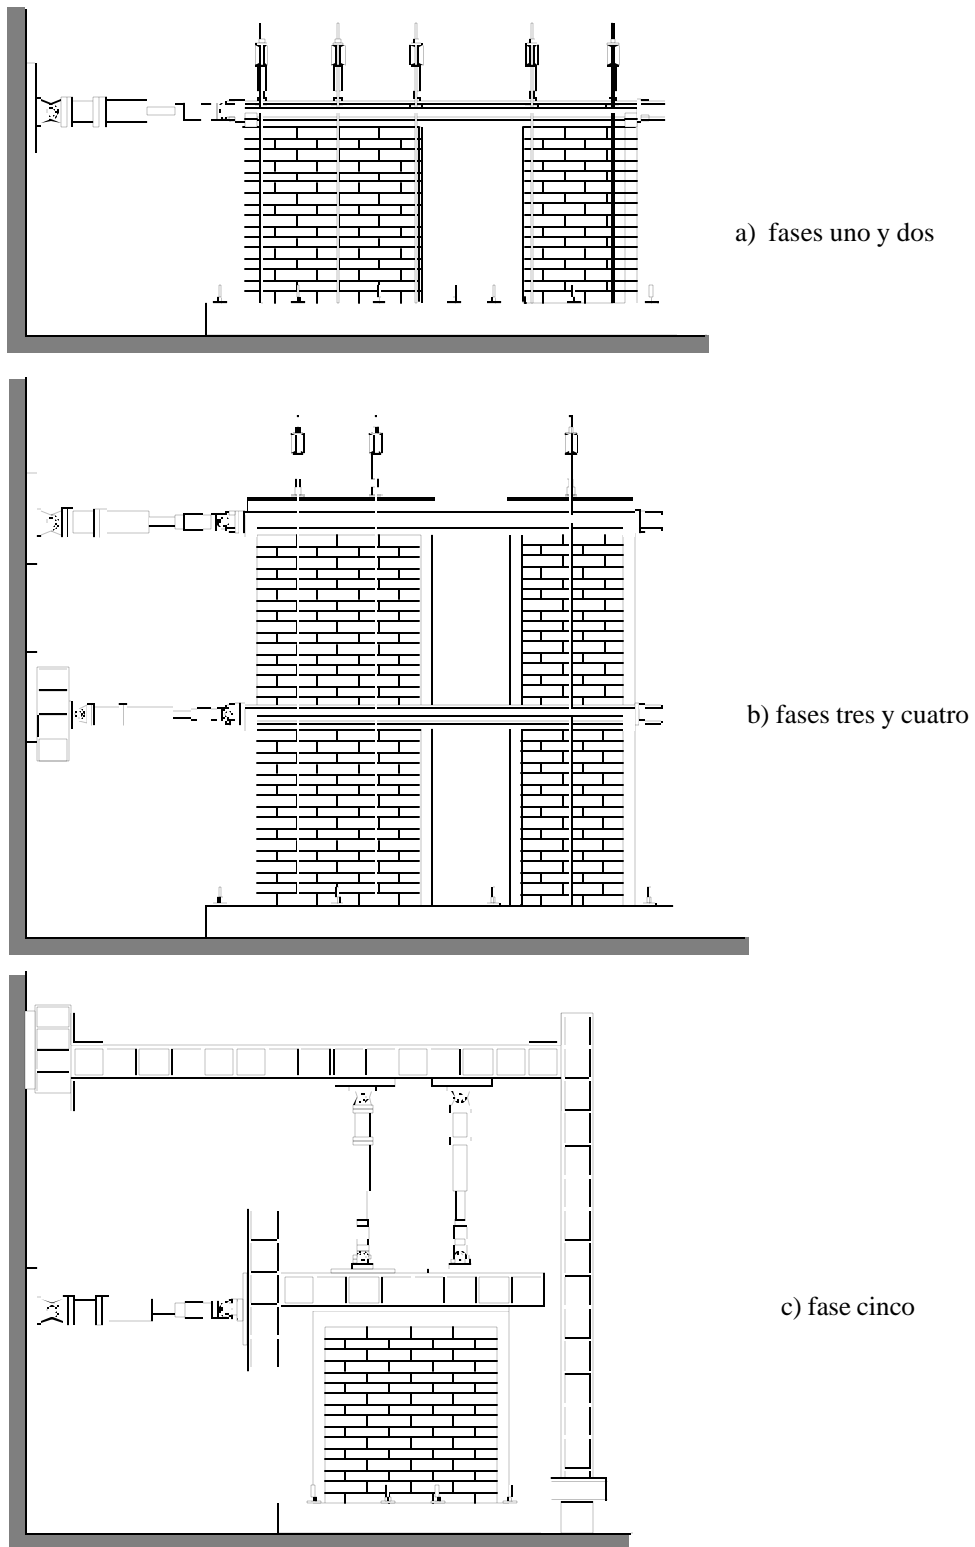 a) fases uno y dos
b) fases tres y cuatro
c) fase cinco